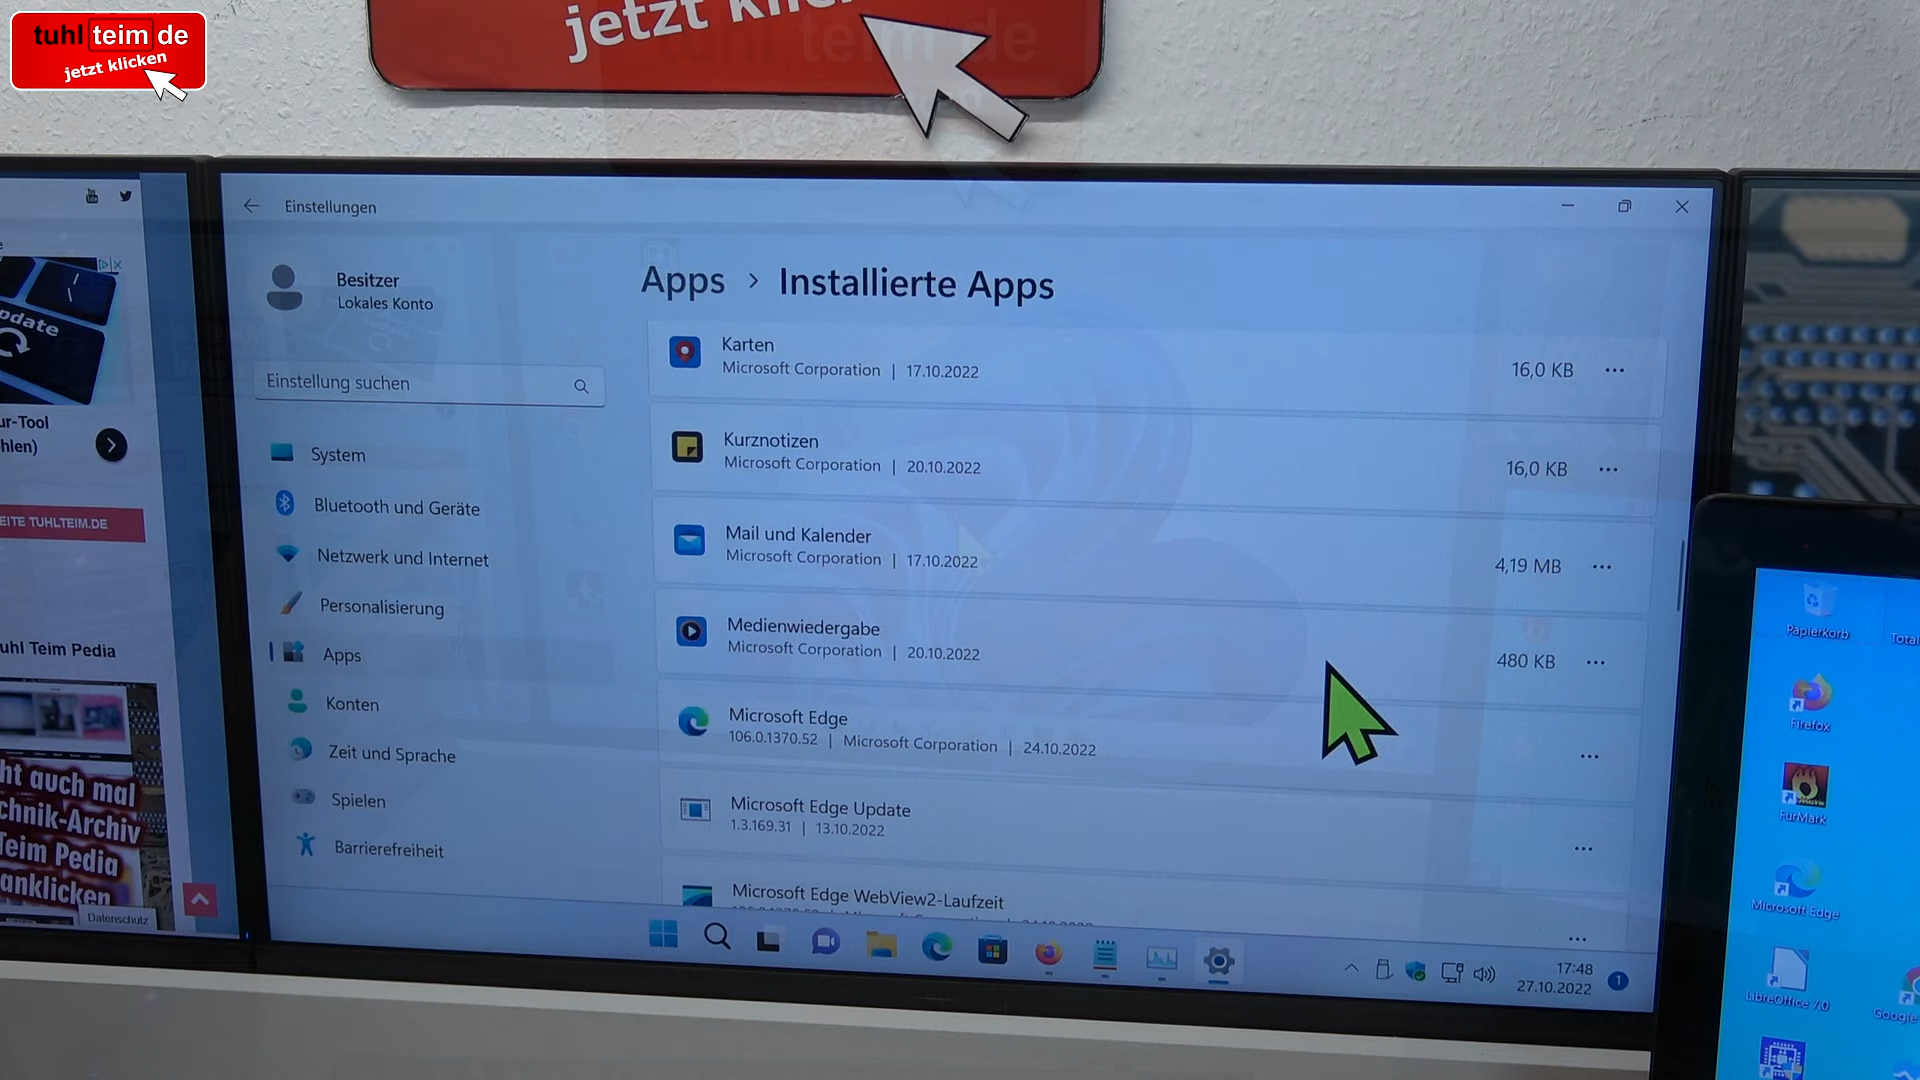 tuhl teim de
jetzt klicken
jetzt
Einstellungen
Besitzer
Lokales Konto
Einstellung suchen
System
Bluetooth und Geräte
Netzwerk und Internet
Personalisierung
Apps
Konten
Zeit und Sprache
Spielen
Barrierefreiheit
Apps > Installierte Apps
Karten
Microsoft Corporation | 17.10.2022
16,0 KB
Kurznotizen
Microsoft Corporation | 20.10.2022
16,0 KB
Mail und Kalender
Microsoft Corporation | 17.10.2022
4,19 MB
Medienwiedergabe
Microsoft Corporation | 20.10.2022
480 KB
Microsoft Edge
106.0.1370.52 | Microsoft Corporation | 24.10.2022
Microsoft Edge Update
1.3.169.31 | 13.10.2022
Microsoft Edge WebView2-Laufzeit
17:48
27.10.2022
1
pdate
ur-Tool
hlen)
EITE TUHLTEIM.DE
uhl Teim Pedia
ht auch mal
chnik-Archiv
Teim Pedia
anklicken
Datenschutz
Papierkorb
Total
Firefox
FurMark
Microsoft Edge
LibreOffice 7.0
Google